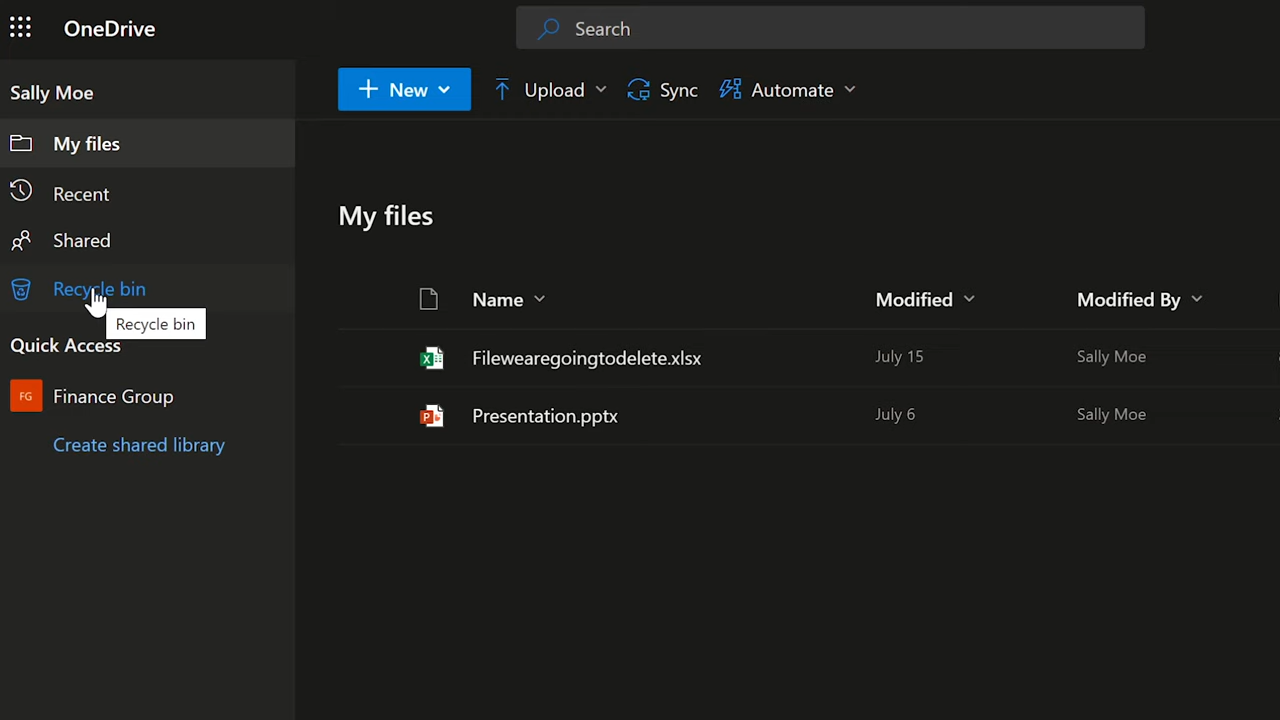 OneDrive
Search
Sally Moe
New
Upload
Sync
Automate
My files
Recent
Shared
Recycle bin
Recycle bin
Quick Access
FG Finance Group
Create shared library
My files
Name Modified Modified By
Filewearegoingtodelete.xlsx July 15 Sally Moe
Presentation.pptx July 6 Sally Moe